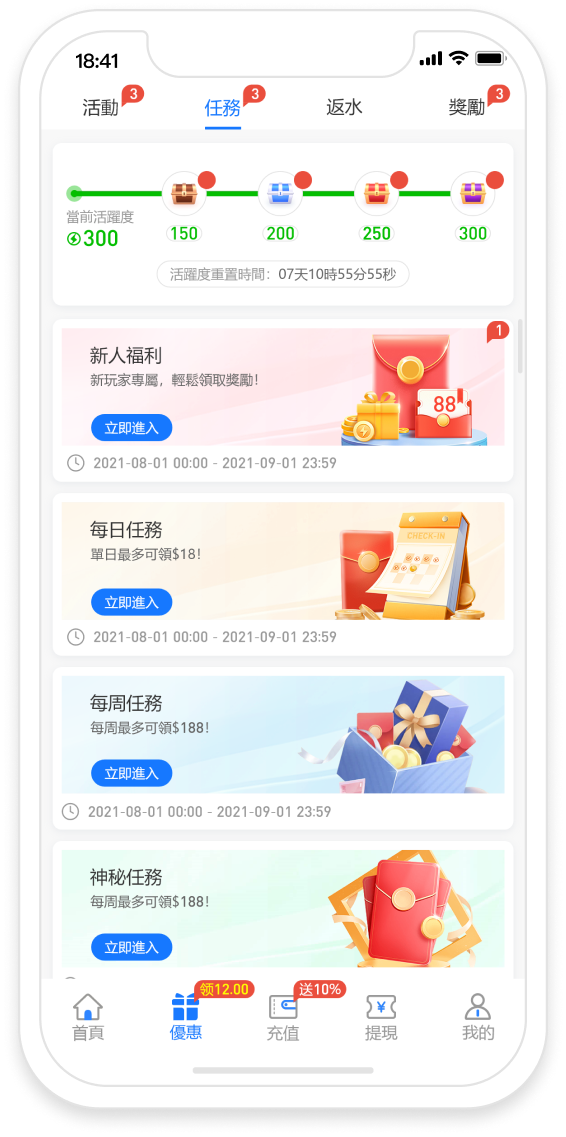 18:41
活動 3
任務 3
返水
獎勵 3
當前活躍度
300
150
200
250
300
活躍度重置時間：07天10時55分55秒
1
新人福利
新玩家專屬，輕鬆領取獎勵！
88
立即進入
2021-08-01 00:00 - 2021-09-01 23:59
每日任務
CHECK-IN
單日最多可領$18！
立即進入
2021-08-01 00:00 - 2021-09-01 23:59
每周任務
每周最多可領$188！
立即進入
2021-08-01 00:00 - 2021-09-01 23:59
神秘任務
每周最多可領$188！
立即進入
领12.00
送10%
首頁
優惠
充值
提現
我的